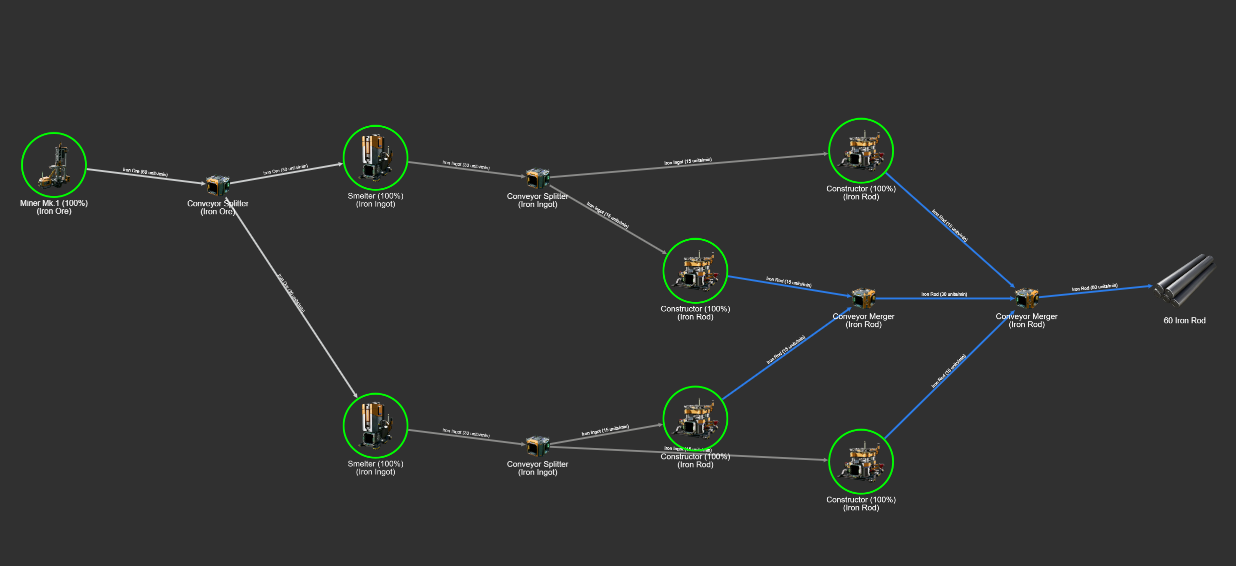 Miner Mk.1 (100%)
(Iron Ore)
Iron Ore (60 units/min)
Conveyor Splitter
(Iron Ore)
Iron Ore (30 units/min)
Iron Ore (30 units/min)
Smelter (100%)
(Iron Ingot)
Iron Ingot (30 units/min)
Conveyor Splitter
(Iron Ingot)
Iron Ingot (15 units/min)
Iron Ingot (15 units/min)
Constructor (100%)
(Iron Rod)
Iron Rod (15 units/min)
Constructor (100%)
(Iron Rod)
Iron Rod (15 units/min)
Conveyor Merger
(Iron Rod)
Iron Rod (30 units/min)
Conveyor Merger
(Iron Rod)
Iron Rod (60 units/min)
60 Iron Rod
Smelter (100%)
(Iron Ingot)
Iron Ingot (30 units/min)
Conveyor Splitter
(Iron Ingot)
Iron Ingot (15 units/min)
Iron Ingot (15 units/min)
Constructor (100%)
(Iron Rod)
Iron Rod (15 units/min)
Constructor (100%)
(Iron Rod)
Iron Rod (15 units/min)